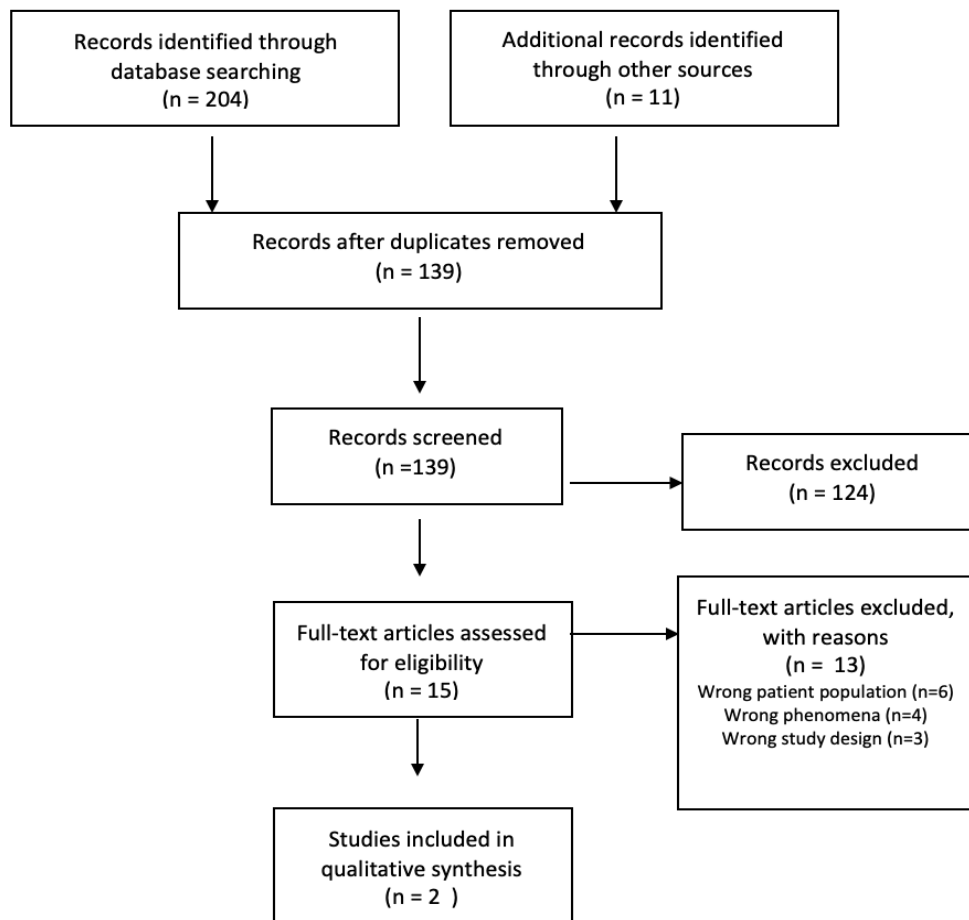 Records identified through
database searching
(n = 204)
Additional records identified
through other sources
(n = 11)
Records after duplicates removed
(n = 139)
Records screened
(n =139)
Records excluded
(n = 124)
Full-text articles assessed
for eligibility
(n = 15)
Full-text articles excluded,
with reasons
(n =  13)
Wrong patient population (n=6)
Wrong phenomena (n=4)
Wrong study design (n=3)
Studies included in
qualitative synthesis
(n = 2  )